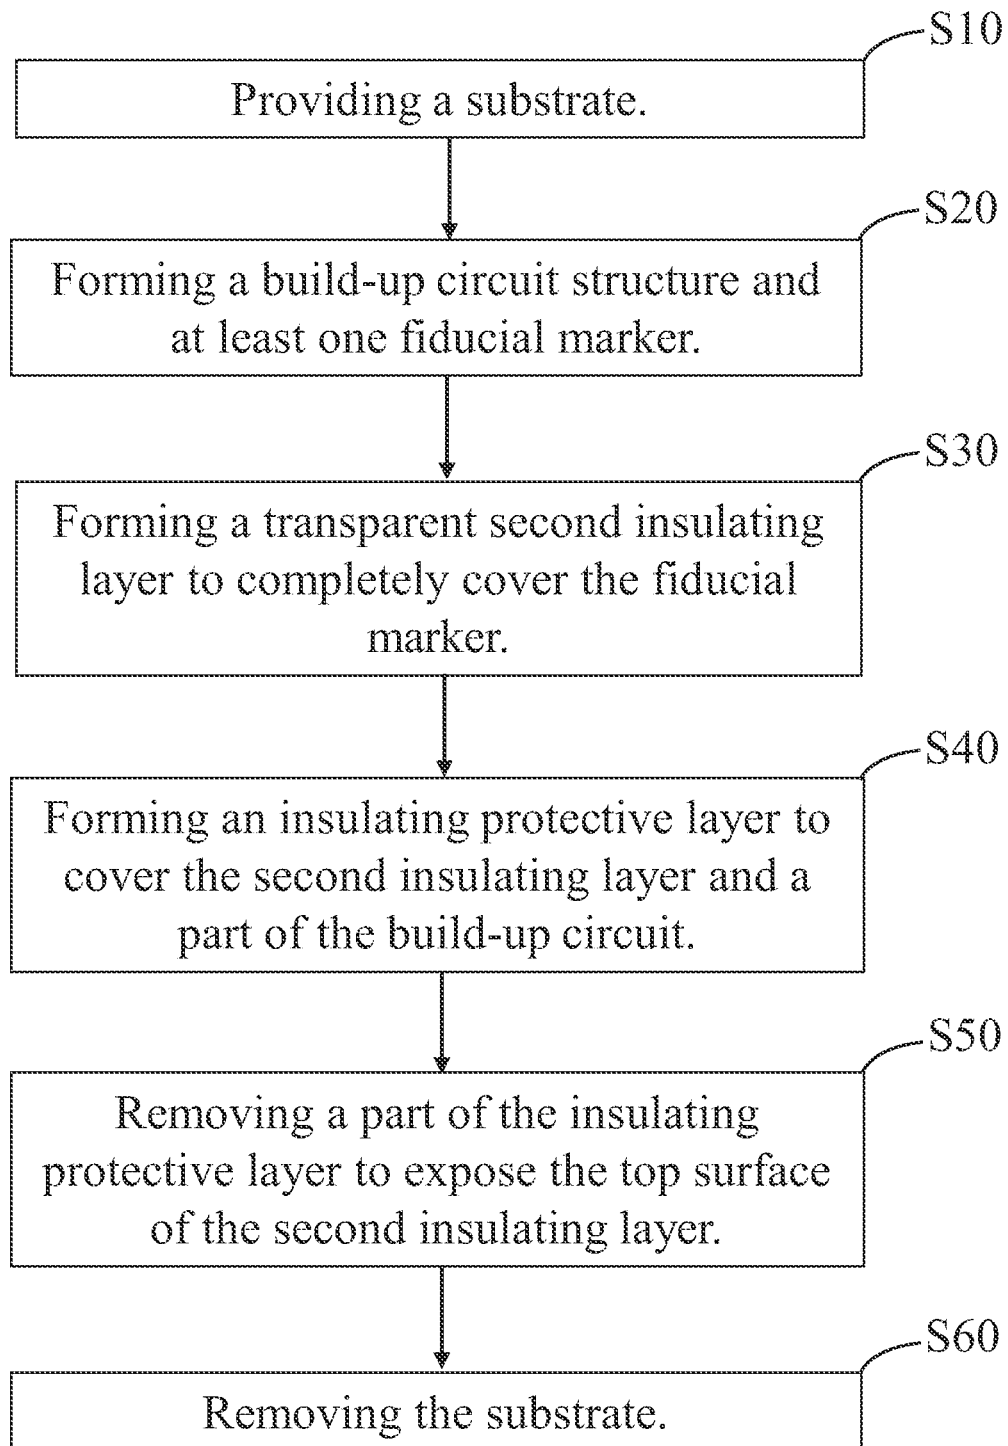 S10
Providing a substrate.
S20
Forming a build-up circuit structure and
at least one fiducial marker.
S30
Forming a transparent second insulating
layer to completely cover the fiducial
marker.
S40
Forming an insulating protective layer to
cover the second insulating layer and a
part of the build-up circuit.
S50
Removing a part of the insulating
protective layer to expose the top surface
of the second insulating layer.
S60
Removing the substrate.